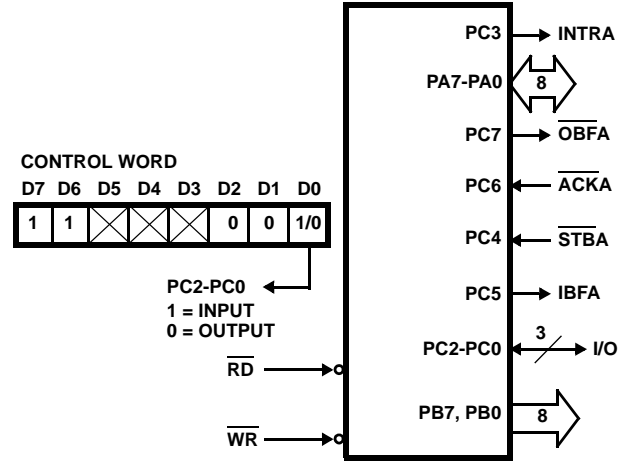 CONTROL WORD
D7 D6 D5 D4 D3 D2 D1 D0
1 1 0 0 1/0
PC2-PC0
1 = INPUT
0 = OUTPUT
RD
WR
PC3 INTRA
PA7-PA0 8
PC7 OBFA
PC6 ACKA
PC4 STBA
PC5 IBFA
PC2-PC0 3 I/O
PB7, PB0 8